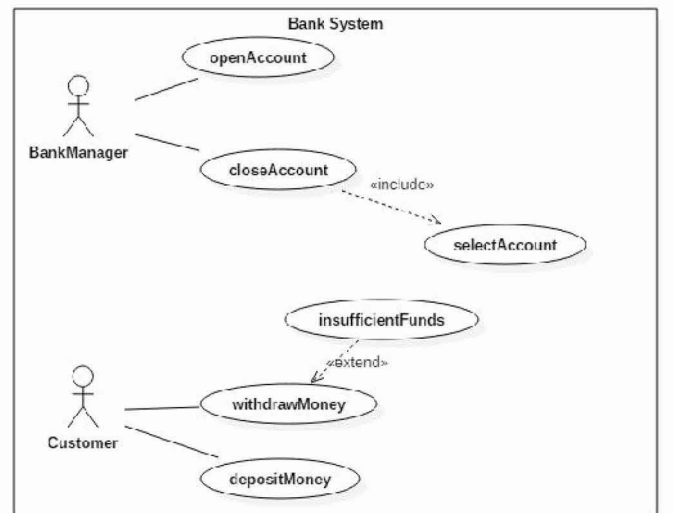 Bank System
openAccount
BankManager
closeAccount
«include»
selectAccount
insufficientFunds
«extend»
withdrawMoney
Customer
depositMoney